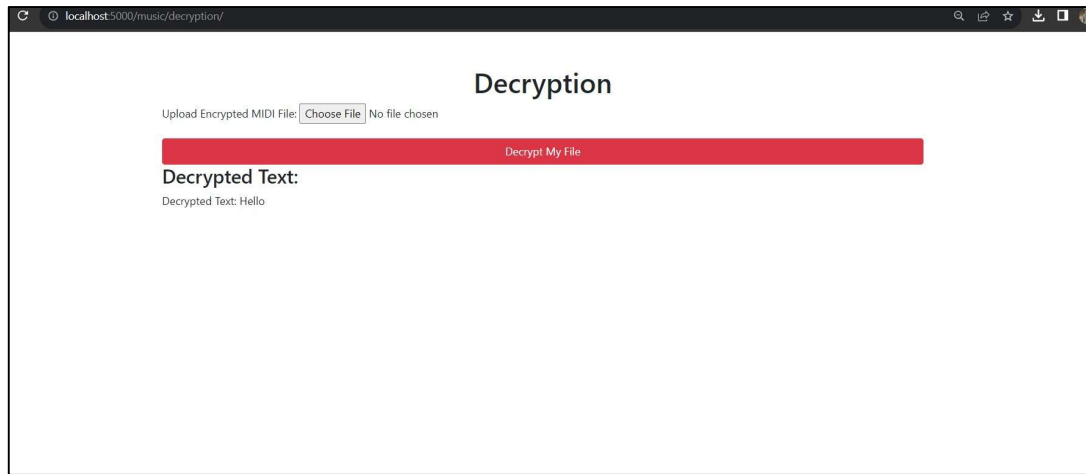 localhost:5000/music/decryption/
Decryption
Upload Encrypted MIDI File: Choose File No file chosen
Decrypt My File
Decrypted Text:
Decrypted Text: Hello